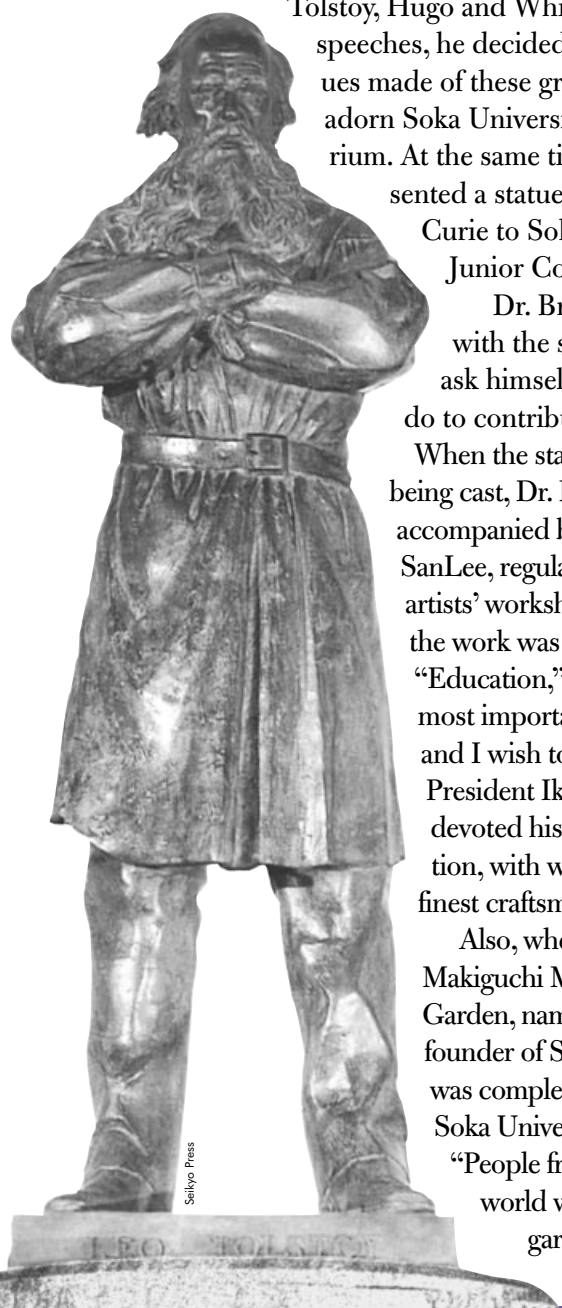 Tolstoy, Hugo and Whi
speeches, he decided
ues made of these gr
adorn Soka Universi
rium. At the same ti
sented a statue
Curie to So
Junior Co
Dr. Br
with the s
ask himsel
do to contribu
When the sta
being cast, Dr.
accompanied b
SanLee, regula
artists’ worksh
the work was
“Education,”
most importa
and I wish to
President Ik
devoted his
tion, with w
finest craftsm
Also, whe
Makiguchi M
Garden, nam
founder of S
was comple
Soka Unive
“People fr
world w
gar
Seikyo Press
LEO TOLSTOY